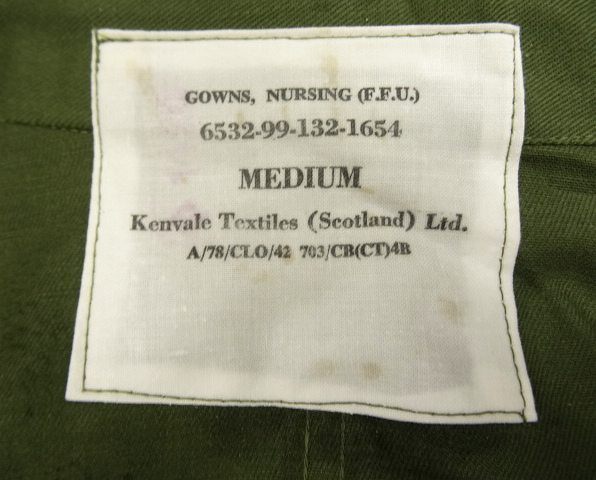 GOWNS, NURSING (F.F.U.)
6532-99-132-1654
MEDIUM
Kenvale Textiles (Scotland) Ltd.
A/78/CLO/42 703/CB(CT)4B